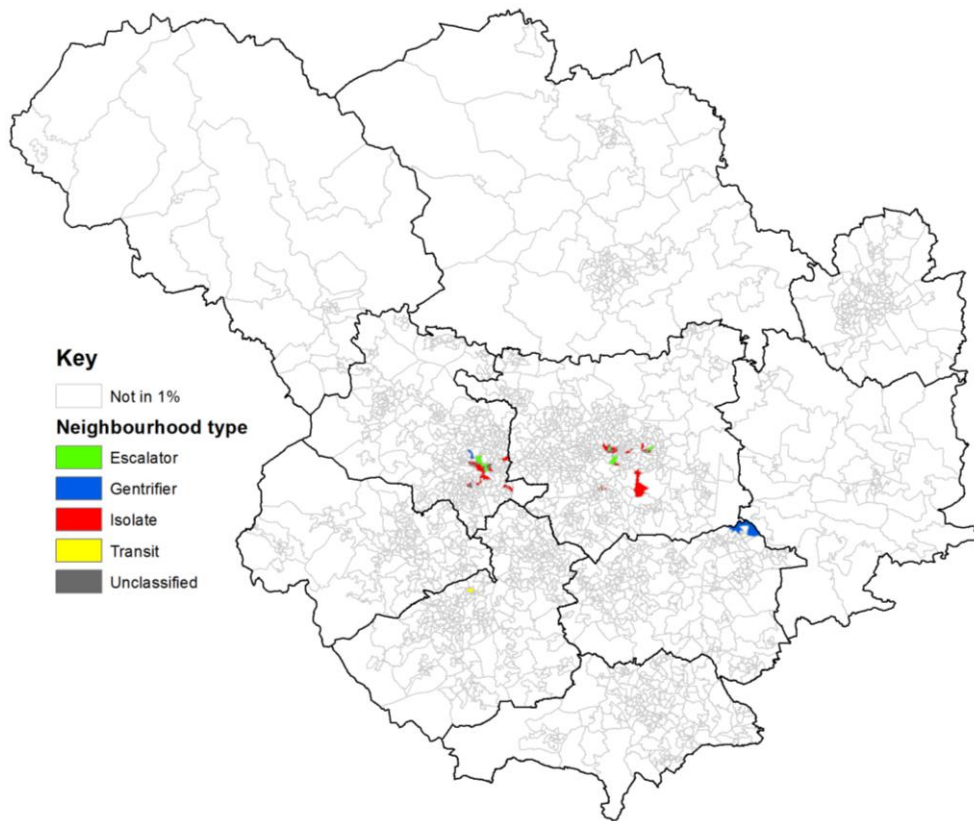 Key
Not in 1%
Neighbourhood type
Escalator
Gentrifier
Isolate
Transit
Unclassified